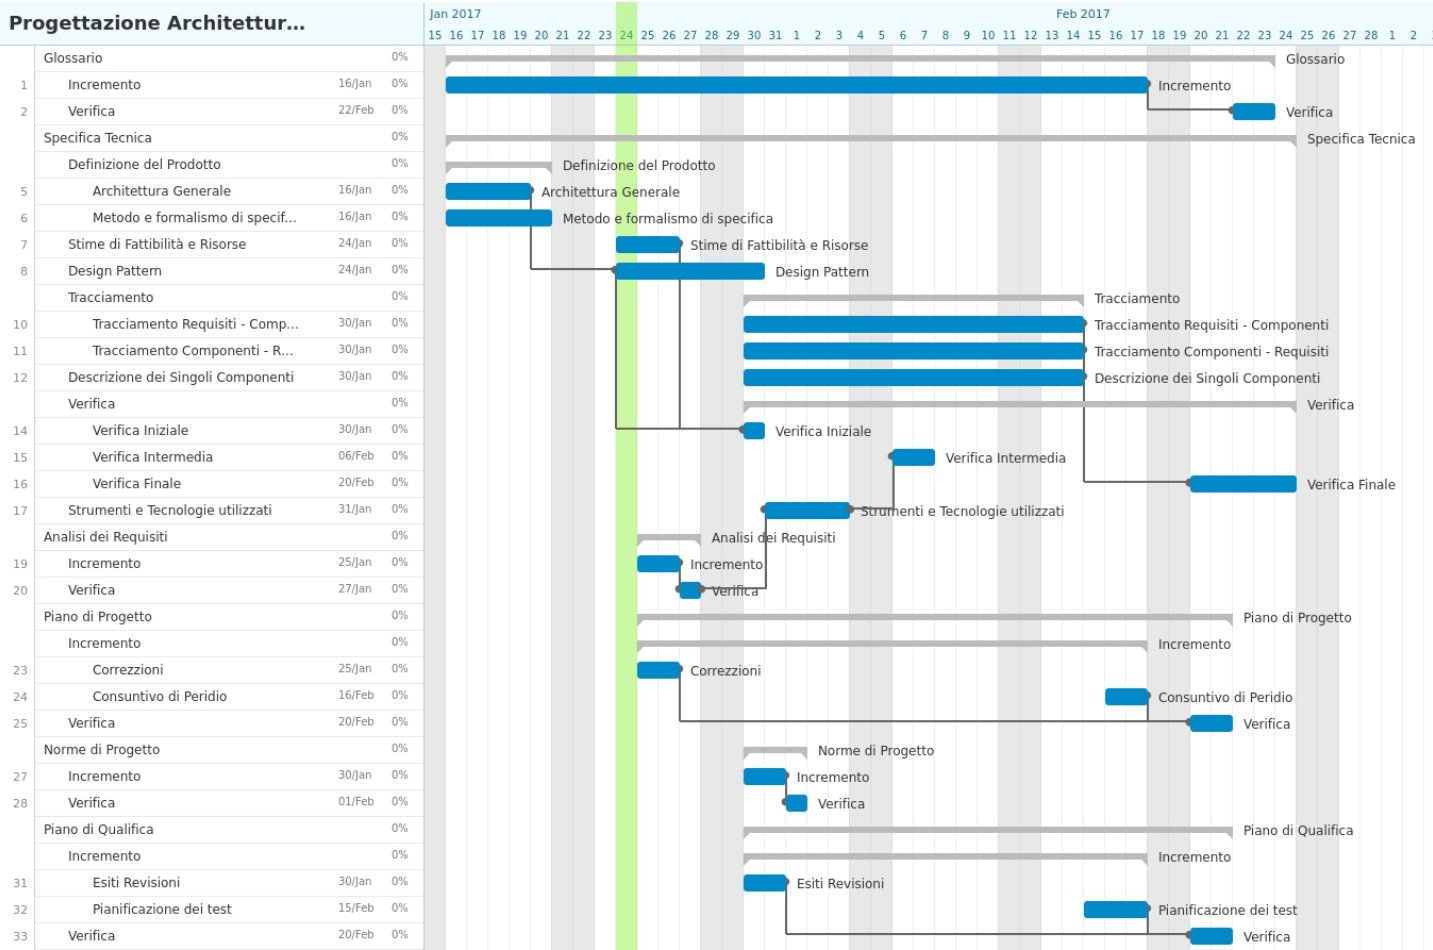 Progettazione Architettur...
Jan 2017 Feb 2017
15 16 17 18 19 20 21 22 23 24 25 26 27 28 29 30 31 1 2 3 4 5 6 7 8 9 10 11 12 13 14 15 16 17 18 19 20 21 22 23 24 25 26 27 28 1 2
Glossario 0% Glossario
1 Incremento 16/Jan 0% Incremento
2 Verifica 22/Feb 0% Verifica
Specifica Tecnica 0% Specifica Tecnica
Definizione del Prodotto 0% Definizione del Prodotto
5 Architettura Generale 16/Jan 0% Architettura Generale
6 Metodo e formalismo di specif... 16/Jan 0% Metodo e formalismo di specifica
7 Stime di Fattibilità e Risorse 24/Jan 0% Stime di Fattibilità e Risorse
8 Design Pattern 24/Jan 0% Design Pattern
Tracciamento 0% Tracciamento
10 Tracciamento Requisiti - Comp... 30/Jan 0% Tracciamento Requisiti - Componenti
11 Tracciamento Componenti - R... 30/Jan 0% Tracciamento Componenti - Requisiti
12 Descrizione dei Singoli Componenti 30/Jan 0% Descrizione dei Singoli Componenti
Verifica 0% Verifica
14 Verifica Iniziale 30/Jan 0% Verifica Iniziale
15 Verifica Intermedia 06/Feb 0% Verifica Intermedia
16 Verifica Finale 20/Feb 0% Verifica Finale
17 Strumenti e Tecnologie utilizzati 31/Jan 0% Strumenti e Tecnologie utilizzati
Analisi dei Requisiti 0% Analisi dei Requisiti
19 Incremento 25/Jan 0% Incremento
20 Verifica 27/Jan 0% Verifica
Piano di Progetto 0% Piano di Progetto
Incremento 0% Incremento
23 Correzzioni 25/Jan 0% Correzzioni
24 Consuntivo di Peridio 16/Feb 0% Consuntivo di Peridio
25 Verifica 20/Feb 0% Verifica
Norme di Progetto 0% Norme di Progetto
27 Incremento 30/Jan 0% Incremento
28 Verifica 01/Feb 0% Verifica
Piano di Qualifica 0% Piano di Qualifica
Incremento 0% Incremento
31 Esiti Revisioni 30/Jan 0% Esiti Revisioni
32 Pianificazione dei test 15/Feb 0% Pianificazione dei test
33 Verifica 20/Feb 0% Verifica